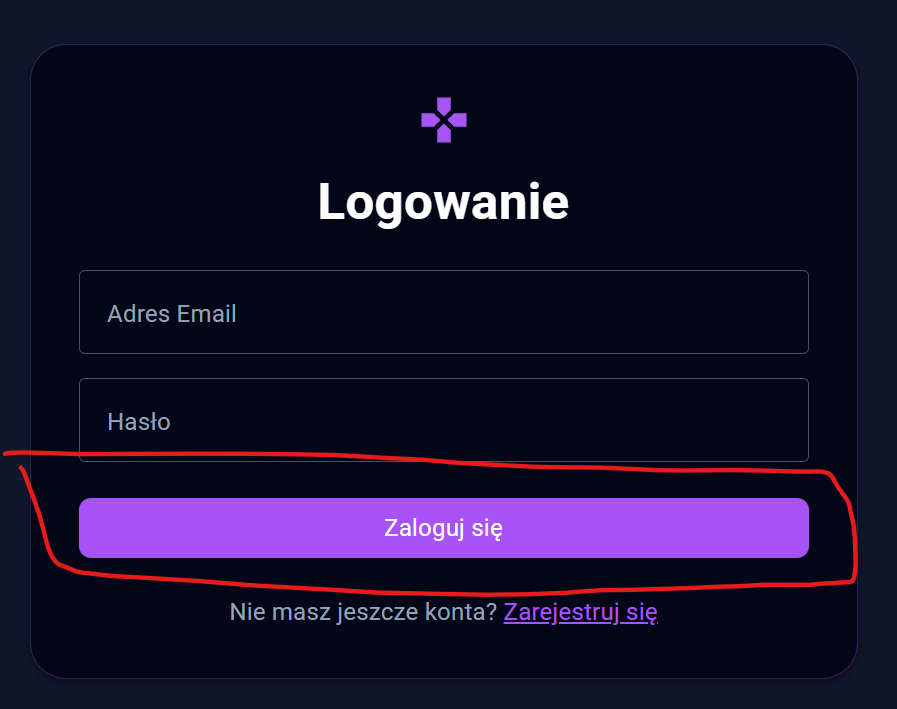 Logowanie
Adres Email
Hasło
Zaloguj się
Nie masz jeszcze konta? Zarejestruj się